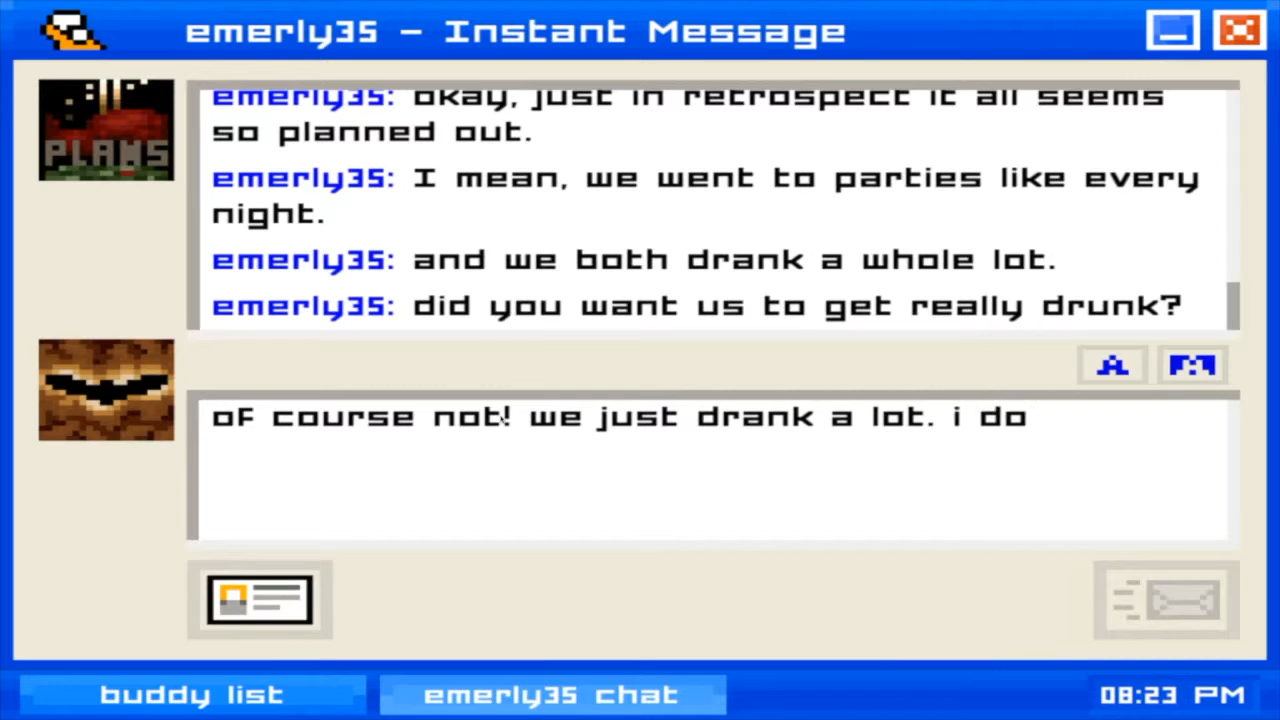 emerly35 - Instant Message
emerly35: okay, just in retrospect it all seems
so planned out.
PLANS
emerly35: I mean, we went to parties like every
night.
emerly35: and we both drank a whole lot.
emerly35: did you want us to get really drunk?
A
of course not! we just drank a lot. i do
buddy list
emerly35 chat
08:23 PM